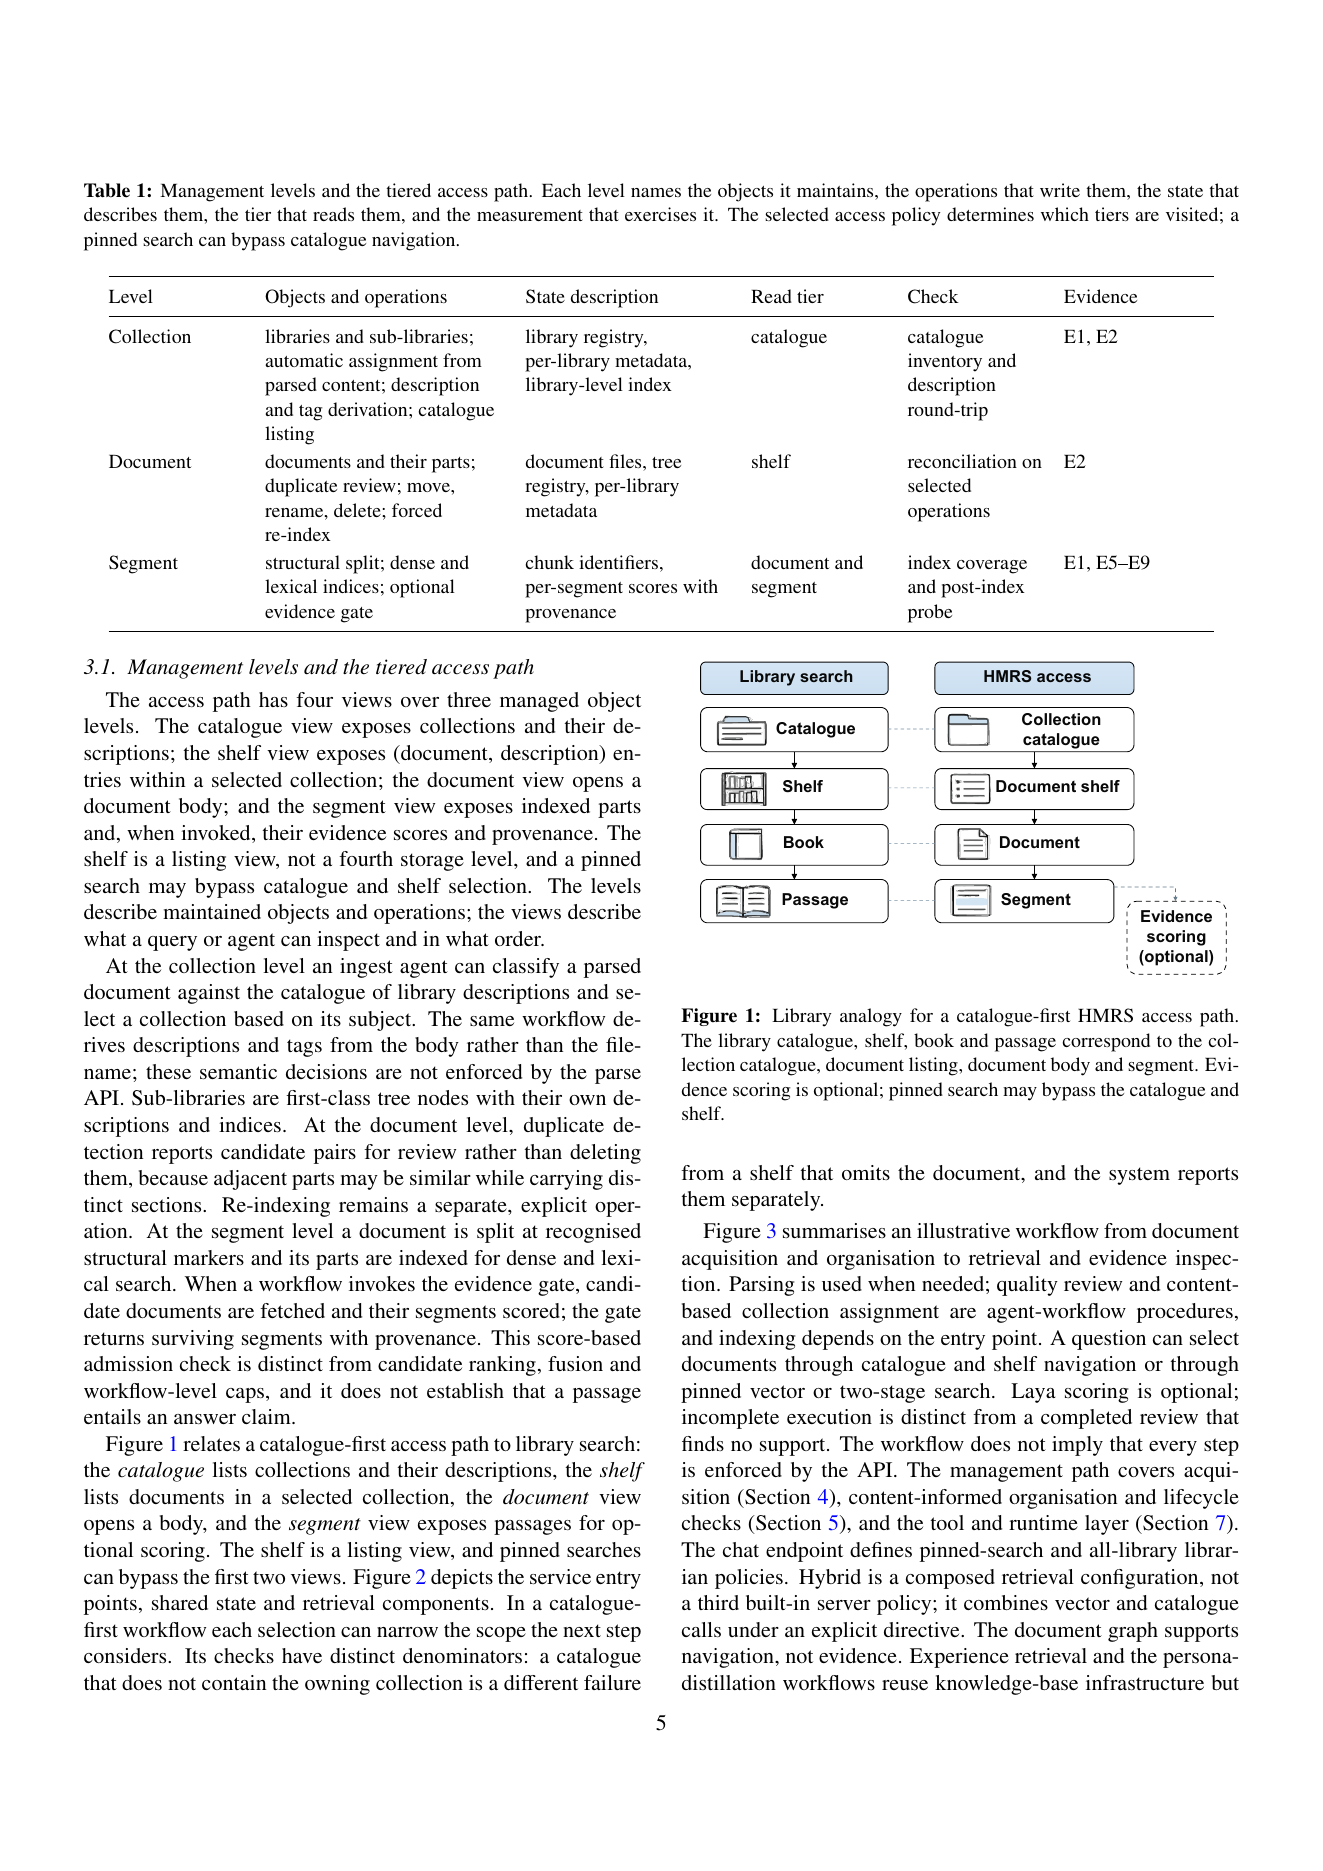 Table 1: Management levels and the tiered access path. Each level names the objects it maintains, the operations that write them, the state that
describes them, the tier that reads them, and the measurement that exercises it. The selected access policy determines which tiers are visited; a
pinned search can bypass catalogue navigation.
Level Objects and operations State description Read tier Check Evidence
Collection libraries and sub-libraries; library registry, catalogue catalogue E1, E2
automatic assignment from per-library metadata, inventory and
parsed content; description library-level index description
and tag derivation; catalogue round-trip
listing
Document documents and their parts; document files, tree shelf reconciliation on E2
duplicate review; move, registry, per-library selected
rename, delete; forced metadata operations
re-index
Segment structural split; dense and chunk identifiers, document and index coverage E1, E5–E9
lexical indices; optional per-segment scores with segment and post-index
evidence gate provenance probe
3.1. Management levels and the tiered access path
The access path has four views over three managed object
levels. The catalogue view exposes collections and their de-
scriptions; the shelf view exposes (document, description) en-
tries within a selected collection; the document view opens a
document body; and the segment view exposes indexed parts
and, when invoked, their evidence scores and provenance. The
shelf is a listing view, not a fourth storage level, and a pinned
search may bypass catalogue and shelf selection. The levels
describe maintained objects and operations; the views describe
what a query or agent can inspect and in what order.
At the collection level an ingest agent can classify a parsed
document against the catalogue of library descriptions and se-
lect a collection based on its subject. The same workflow de-
rives descriptions and tags from the body rather than the file-
name; these semantic decisions are not enforced by the parse
API. Sub-libraries are first-class tree nodes with their own de-
scriptions and indices. At the document level, duplicate de-
tection reports candidate pairs for review rather than deleting
them, because adjacent parts may be similar while carrying dis-
tinct sections. Re-indexing remains a separate, explicit oper-
ation. At the segment level a document is split at recognised
structural markers and its parts are indexed for dense and lexi-
cal search. When a workflow invokes the evidence gate, candi-
date documents are fetched and their segments scored; the gate
returns surviving segments with provenance. This score-based
admission check is distinct from candidate ranking, fusion and
workflow-level caps, and it does not establish that a passage
entails an answer claim.
Figure 1 relates a catalogue-first access path to library search:
the catalogue lists collections and their descriptions, the shelf
lists documents in a selected collection, the document view
opens a body, and the segment view exposes passages for op-
tional scoring. The shelf is a listing view, and pinned searches
can bypass the first two views. Figure 2 depicts the service entry
points, shared state and retrieval components. In a catalogue-
first workflow each selection can narrow the scope the next step
considers. Its checks have distinct denominators: a catalogue
that does not contain the owning collection is a different failure
Library search HMRS access
Catalogue Collection
catalogue
Shelf Document shelf
Book Document
Passage Segment
Evidence
scoring
(optional)
Figure 1: Library analogy for a catalogue-first HMRS access path.
The library catalogue, shelf, book and passage correspond to the col-
lection catalogue, document listing, document body and segment. Evi-
dence scoring is optional; pinned search may bypass the catalogue and
shelf.
from a shelf that omits the document, and the system reports
them separately.
Figure 3 summarises an illustrative workflow from document
acquisition and organisation to retrieval and evidence inspec-
tion. Parsing is used when needed; quality review and content-
based collection assignment are agent-workflow procedures,
and indexing depends on the entry point. A question can select
documents through catalogue and shelf navigation or through
pinned vector or two-stage search. Laya scoring is optional;
incomplete execution is distinct from a completed review that
finds no support. The workflow does not imply that every step
is enforced by the API. The management path covers acqui-
sition (Section 4), content-informed organisation and lifecycle
checks (Section 5), and the tool and runtime layer (Section 7).
The chat endpoint defines pinned-search and all-library librar-
ian policies. Hybrid is a composed retrieval configuration, not
a third built-in server policy; it combines vector and catalogue
calls under an explicit directive. The document graph supports
navigation, not evidence. Experience retrieval and the persona-
distillation workflows reuse knowledge-base infrastructure but
5